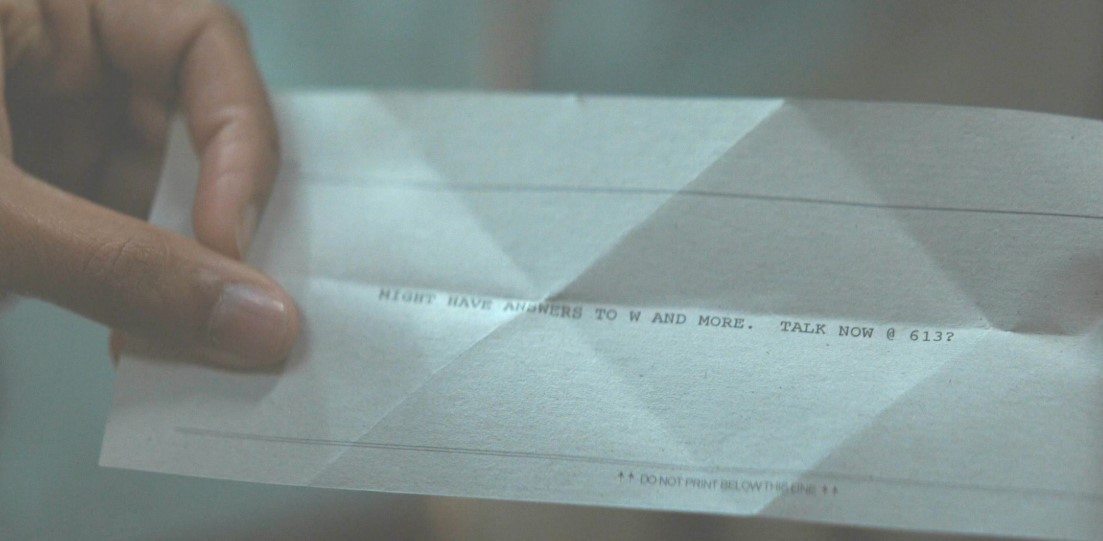 MIGHT HAVE ANSWERS TO W AND MORE.  TALK NOW @ 613?
↑↑ DO NOT PRINT BELOW THIS LINE ↑↑